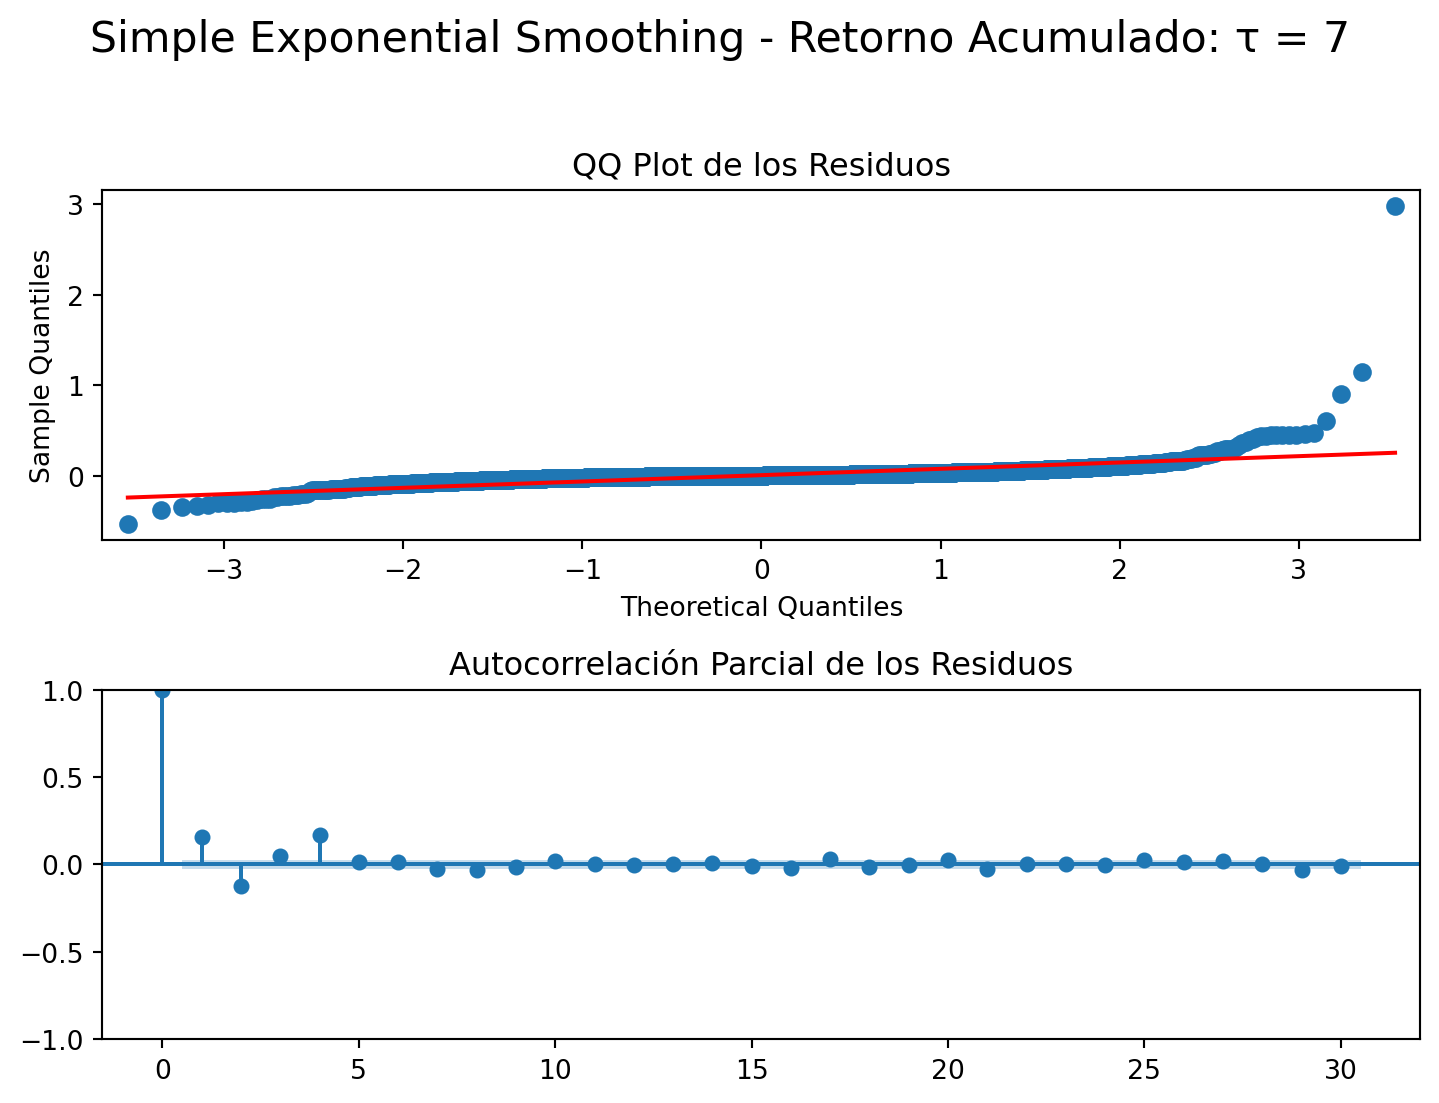 Simple Exponential Smoothing - Retorno Acumulado: τ = 7
QQ Plot de los Residuos
Sample Quantiles
3
2
1
0
−3 −2 −1 0 1 2 3
Theoretical Quantiles
Autocorrelación Parcial de los Residuos
1.0
0.5
0.0
−0.5
−1.0
0 5 10 15 20 25 30